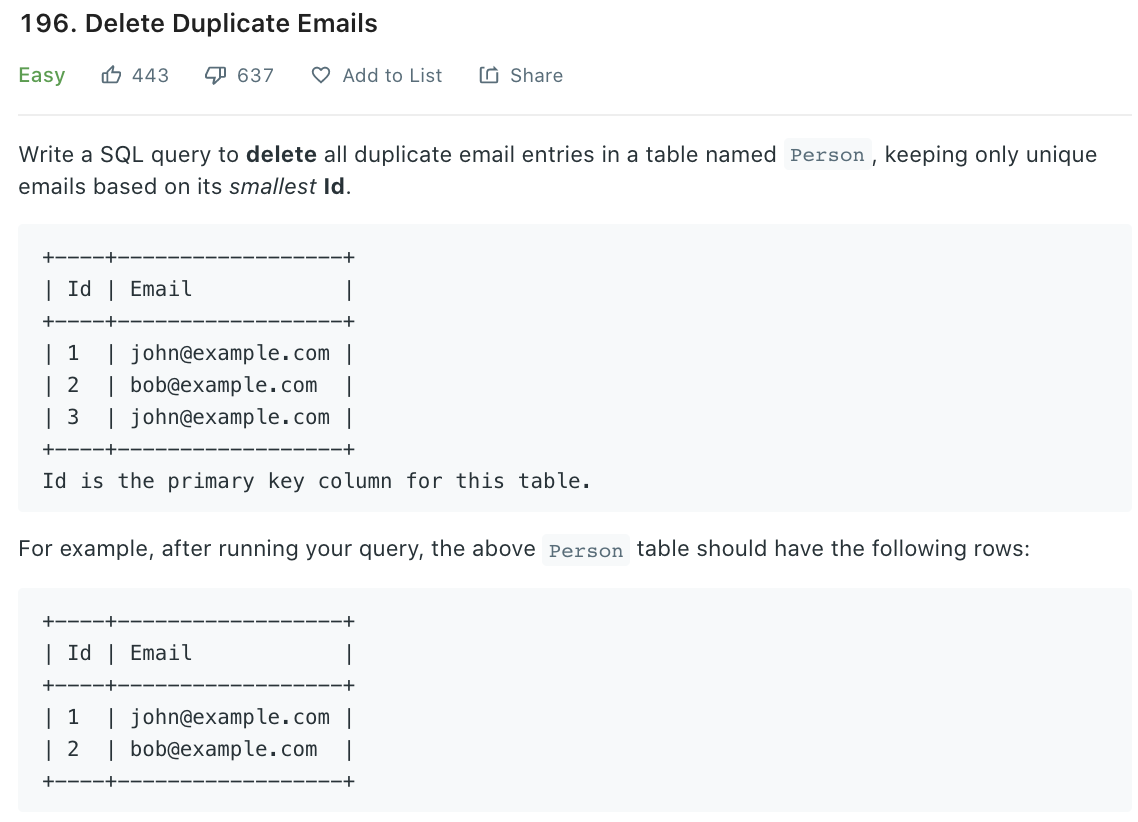 196. Delete Duplicate Emails
Easy 443 637 Add to List Share
Write a SQL query to delete all duplicate email entries in a table named Person, keeping only unique
emails based on its smallest Id.
+----+------------------+
| Id | Email            |
+----+------------------+
| 1  | john@example.com |
| 2  | bob@example.com  |
| 3  | john@example.com |
+----+------------------+
Id is the primary key column for this table.
For example, after running your query, the above Person table should have the following rows:
+----+------------------+
| Id | Email            |
+----+------------------+
| 1  | john@example.com |
| 2  | bob@example.com  |
+----+------------------+